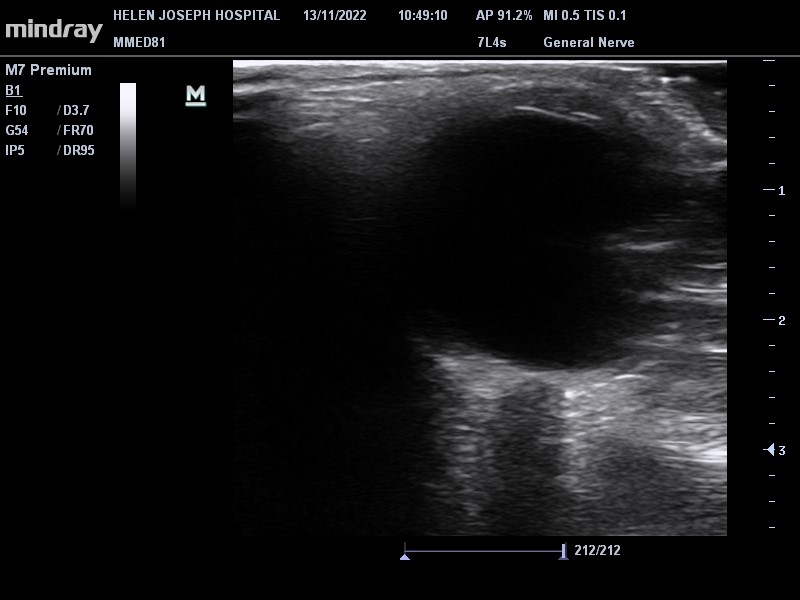 mindray
HELEN JOSEPH HOSPITAL 13/11/2022 10:49:10 AP 91.2% MI 0.5 TIS 0.1
MMED81 7L4s General Nerve
M7 Premium
B1
F10 / D3.7
G54 / FR70
IP5 / DR95
M
1
2
3
212/212